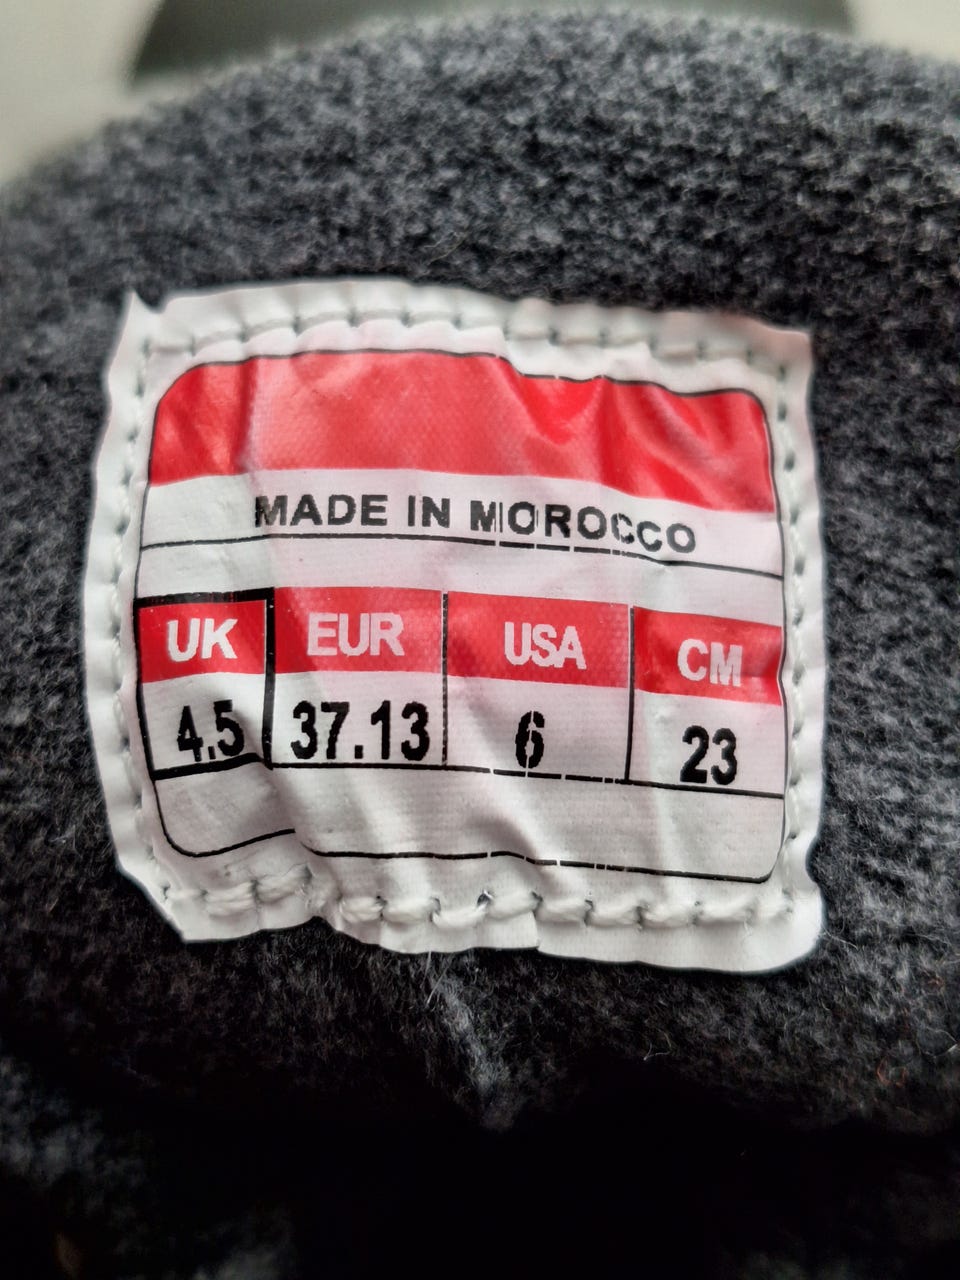 MADE IN MOROCCO
UK EUR USA CM
4.5 37.13 6 23